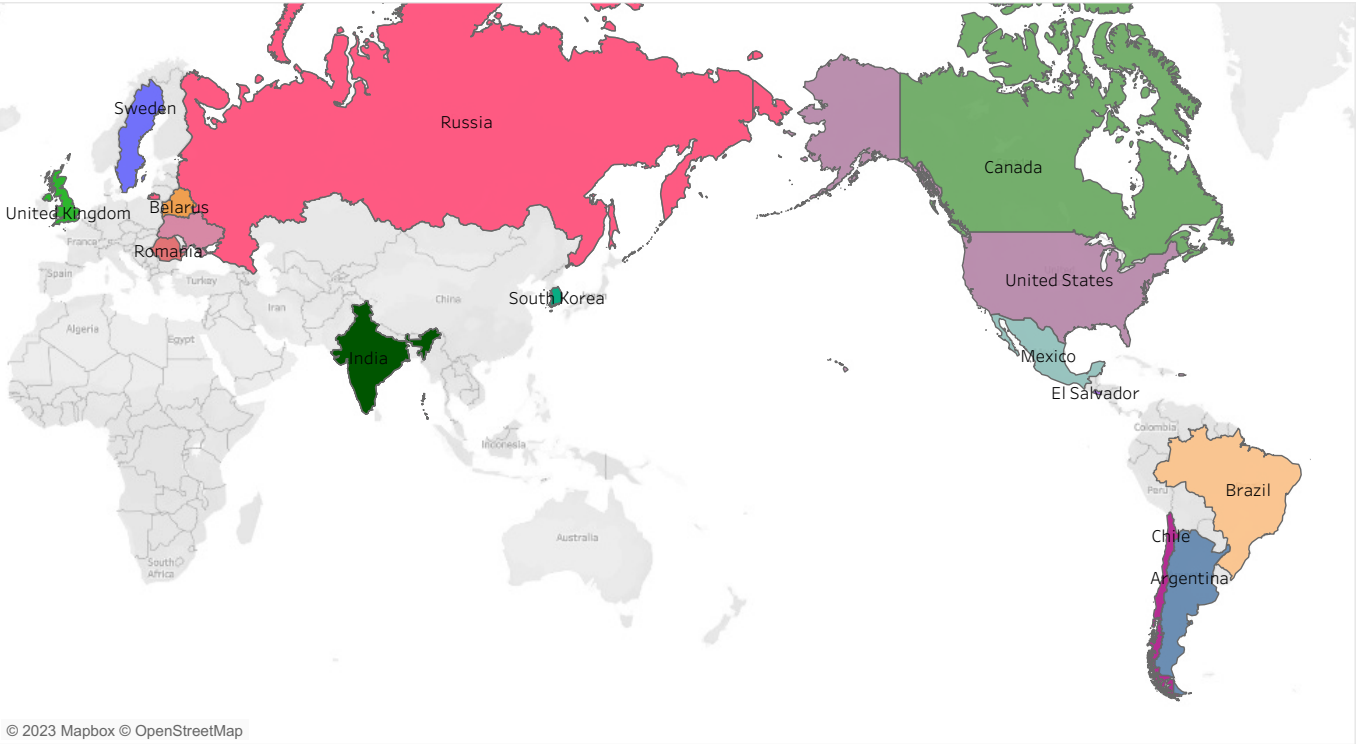 Sweden
Russia
Canada
United Kingdom
Belarus
France
Romania
Spain
Turkey
United States
Iran
China
South Korea
Algeria
Egypt
India
Mexico
El Salvador
Colombia
Indonesia
Peru
Brazil
Chile
Australia
South
Africa
Argentina
© 2023 Mapbox © OpenStreetMap